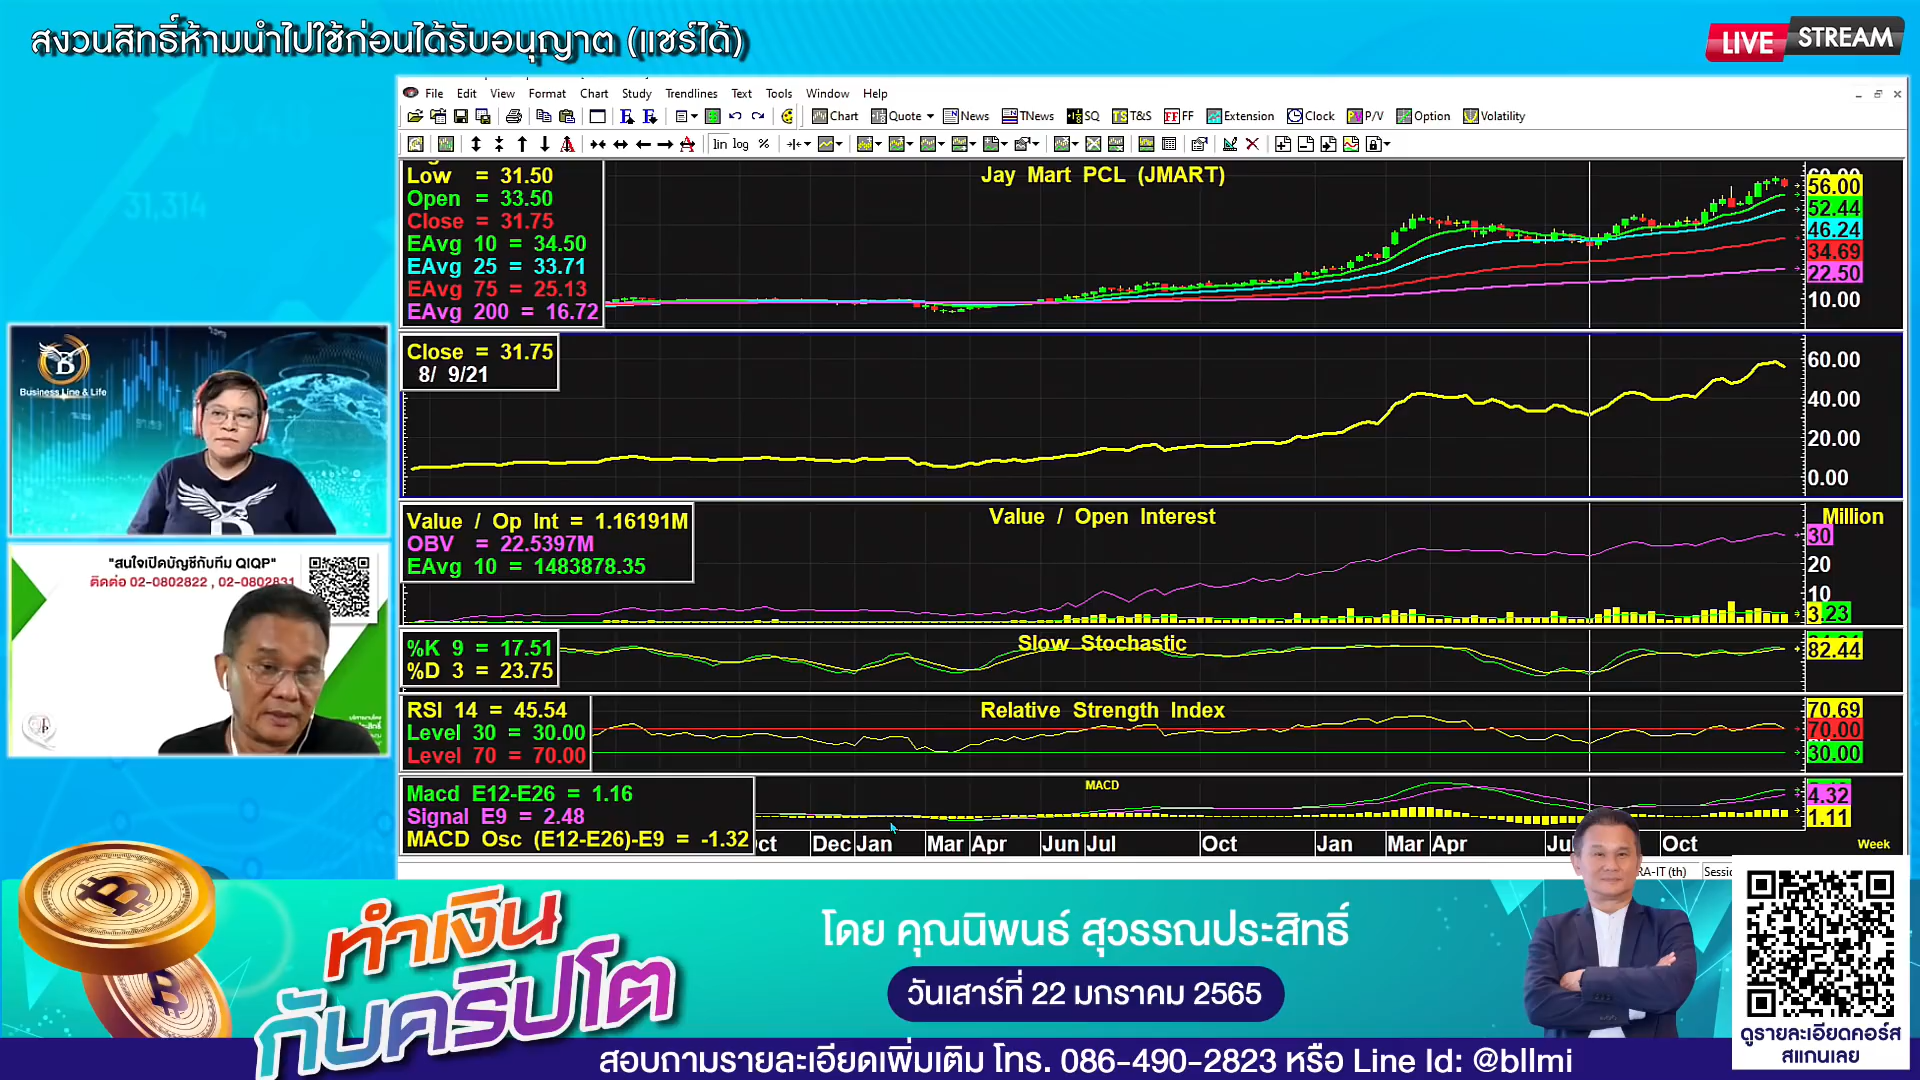 สงวนสิทธิ์ห้ามนำไปใช้ก่อนได้รับอนุญาต (แชร์ได้)
LIVE STREAM
File Edit View Format Chart Study Trendlines Text Tools Window Help
Chart Quote News TNews SQ T&S FF Extension Clock P/V Option Volatility
lin log %
Jay Mart PCL (JMART)
Low = 31.50
Open = 33.50
Close = 31.75
EAvg 10 = 34.50
EAvg 25 = 33.71
EAvg 75 = 25.13
EAvg 200 = 16.72
56.00
52.44
46.24
34.69
22.50
10.00
Close = 31.75
8/ 9/21
60.00
40.00
20.00
0.00
Value / Op Int = 1.16191M
OBV = 22.5397M
EAvg 10 = 1483878.35
Value / Open Interest
Million
30
20
10
3.23
%K 9 = 17.51
%D 3 = 23.75
Slow Stochastic
82.44
RSI 14 = 45.54
Level 30 = 30.00
Level 70 = 70.00
Relative Strength Index
70.69
70.00
30.00
Macd E12-E26 = 1.16
Signal E9 = 2.48
MACD Osc (E12-E26)-E9 = -1.32
MACD
4.32
1.11
Dec Jan Mar Apr Jun Jul Oct Jan Mar Apr Oct
Week
RA-IT (th)
Business Line & Life
"สนใจเปิดบัญชีกับทีม QIQP"
ติดต่อ 02-0802822 , 02-0802831
ทำเงิน
กับคริปโต
โดย คุณนิพนธ์ สุวรรณประสิทธิ์
วันเสาร์ที่ 22 มกราคม 2565
ดูรายละเอียดคอร์ส
สแกนเลย
สอบถามรายละเอียดเพิ่มเติม โทร. 086-490-2823 หรือ Line Id: @bllmi